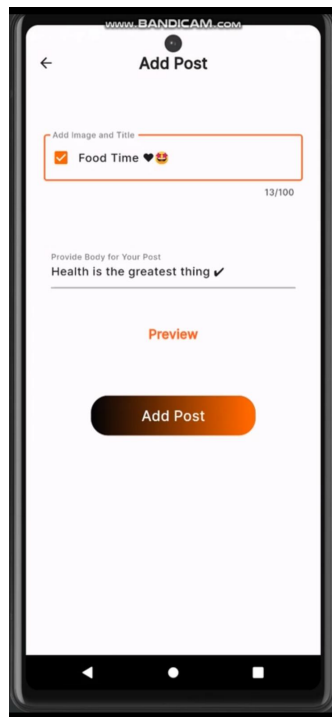 www.BANDICAM.com
Add Post
Add Image and Title
Food Time ♥🤩
13/100
Provide Body for Your Post
Health is the greatest thing ✔
Preview
Add Post